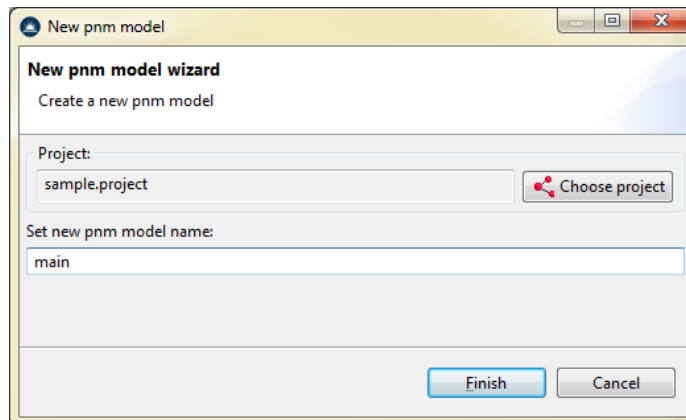 New pnm model
New pnm model wizard
Create a new pnm model
Project:
sample.project
Choose project
Set new pnm model name:
main
Finish
Cancel